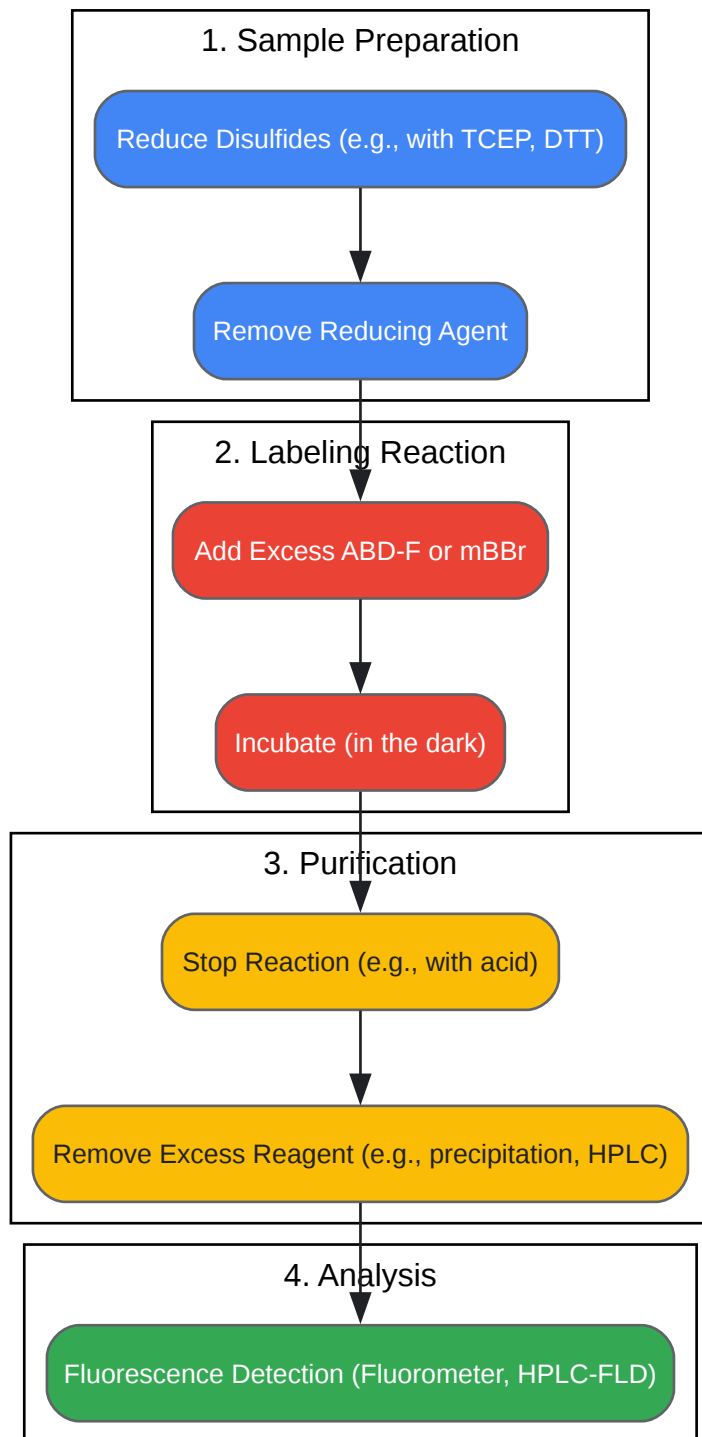 1. Sample Preparation
Reduce Disulfides (e.g., with TCEP, DTT)
Remove Reducing Agent
2. Labeling Reaction
Add Excess ABD-F or mBBr
Incubate (in the dark)
3. Purification
Stop Reaction (e.g., with acid)
Remove Excess Reagent (e.g., precipitation, HPLC)
4. Analysis
Fluorescence Detection (Fluorometer, HPLC-FLD)